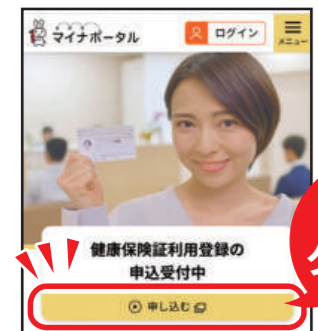 マイナポータル
ログイン
メニュー
健康保険証利用登録の
申込受付中
申し込む